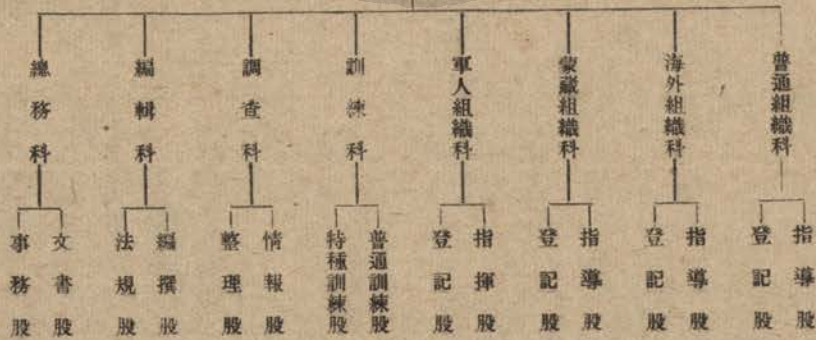 普通組織科
海外組織科
蒙藏組織科
軍人組織科
訓練科
調查科
編輯科
總務科
指導股
登記股
指導股
登記股
指導股
登記股
指揮股
登記股
普通訓練股
特種訓練股
情報股
整理股
編撰股
法規股
文書股
事務股